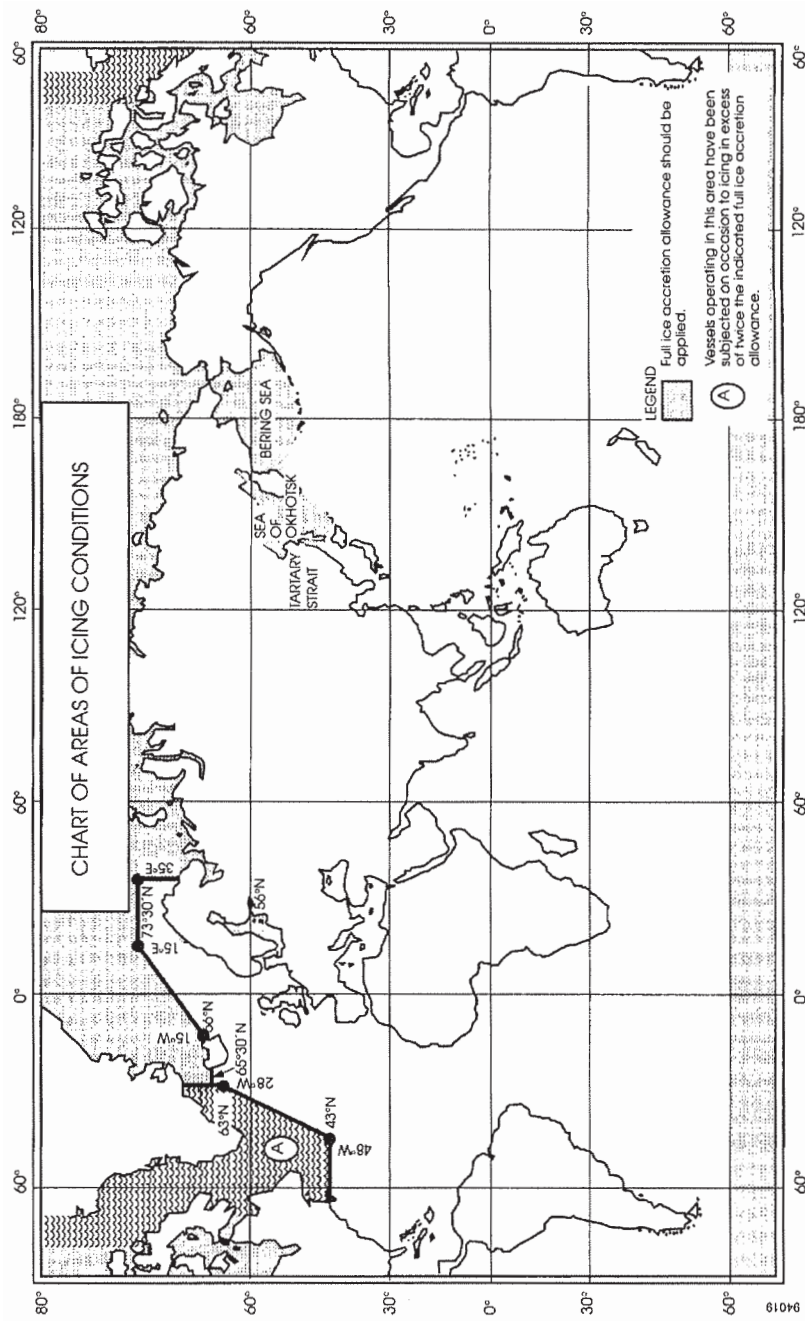 60°
0°
60°
120°
180°
120°
60°
80°
80°
CHART OF AREAS OF ICING CONDITIONS
73°30´N
15°E
35°E
15°W
66°N
65°30´N
28°W
63°N
60°
60°
56°N
SEA
OF
OKHOTSK
BERING SEA
TARTARY
STRAIT
A
43°N
48°W
30°
30°
0°
0°
30°
30°
LEGEND
Full ice accretion allowance should be
applied.
A
Vessels operating in this area have been
subjected on occasion to icing in excess
of twice the indicated full ice accretion
allowance.
60°
60°
60°
0°
60°
120°
180°
120°
60°
94019